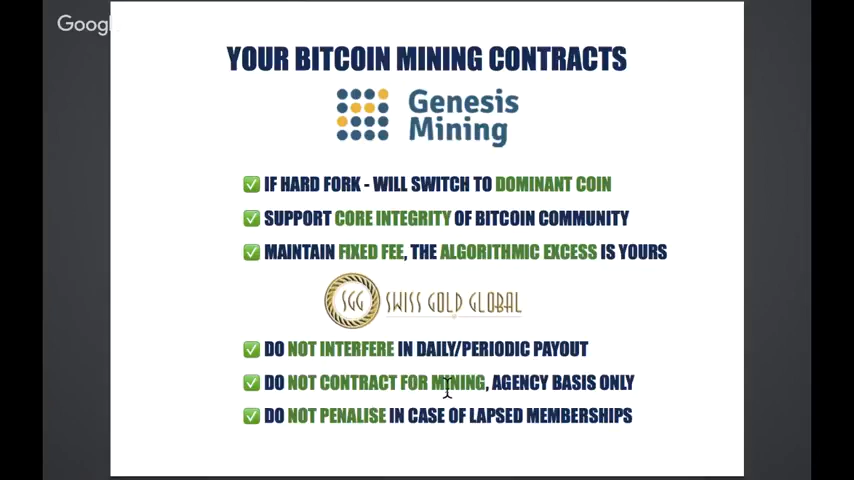 Googl
YOUR BITCOIN MINING CONTRACTS
Genesis
Mining
IF HARD FORK - WILL SWITCH TO DOMINANT COIN
SUPPORT CORE INTEGRITY OF BITCOIN COMMUNITY
MAINTAIN FIXED FEE, THE ALGORITHMIC EXCESS IS YOURS
SGG SWISS GOLD GLOBAL
DO NOT INTERFERE IN DAILY/PERIODIC PAYOUT
DO NOT CONTRACT FOR MINING, AGENCY BASIS ONLY
DO NOT PENALISE IN CASE OF LAPSED MEMBERSHIPS